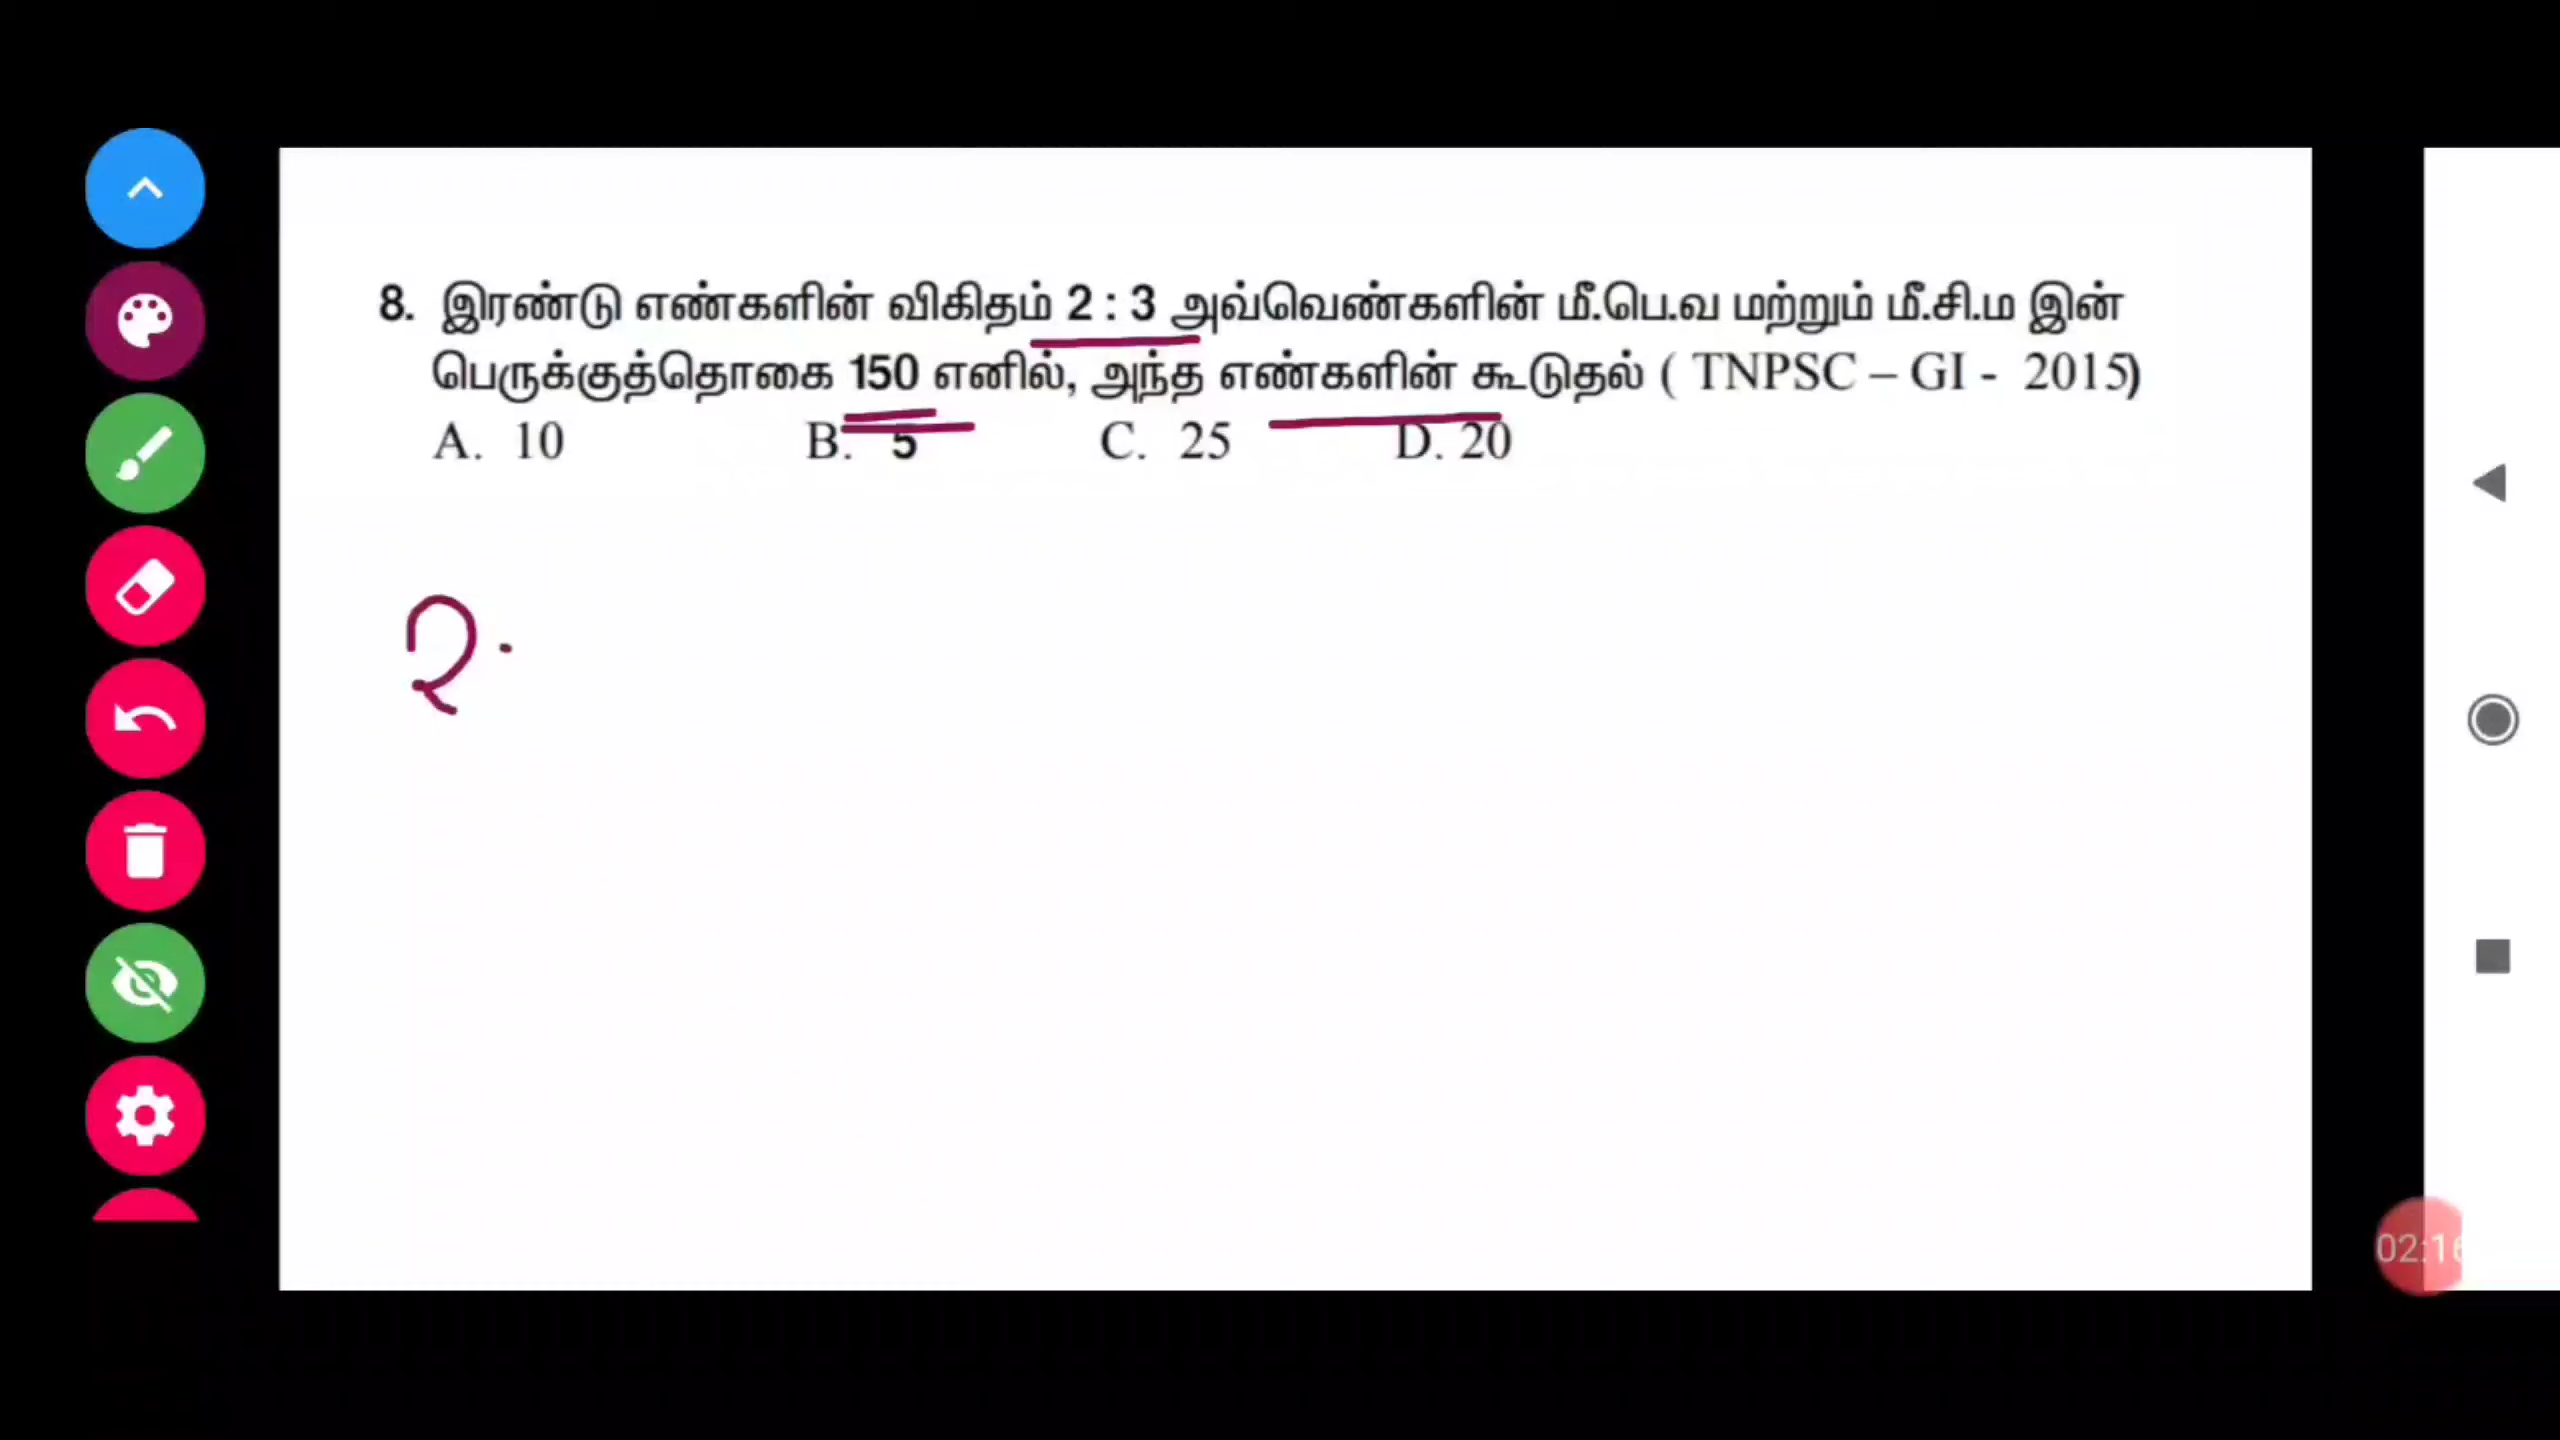 8. இரண்டு எண்களின் விகிதம் 2 : 3 அவ்வெண்களின் மீ.பெ.வ மற்றும் மீ.சி.ம இன்
பெருக்குத்தொகை 150 எனில், அந்த எண்களின் கூடுதல் ( TNPSC – GI - 2015)
A. 10 B. 5 C. 25 D. 20
2 .
02:16